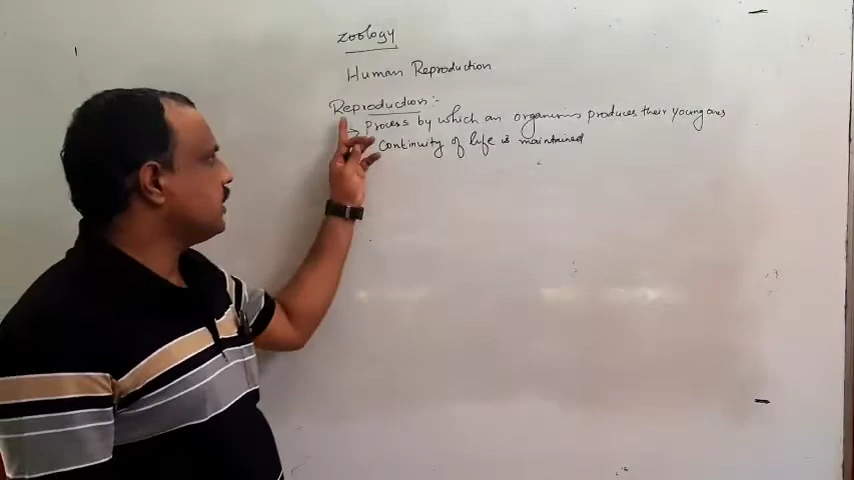 Zoology
Human Reproduction
Reproduction:-
→ Process by which an organisms produces their young ones
Continuity of life is maintained